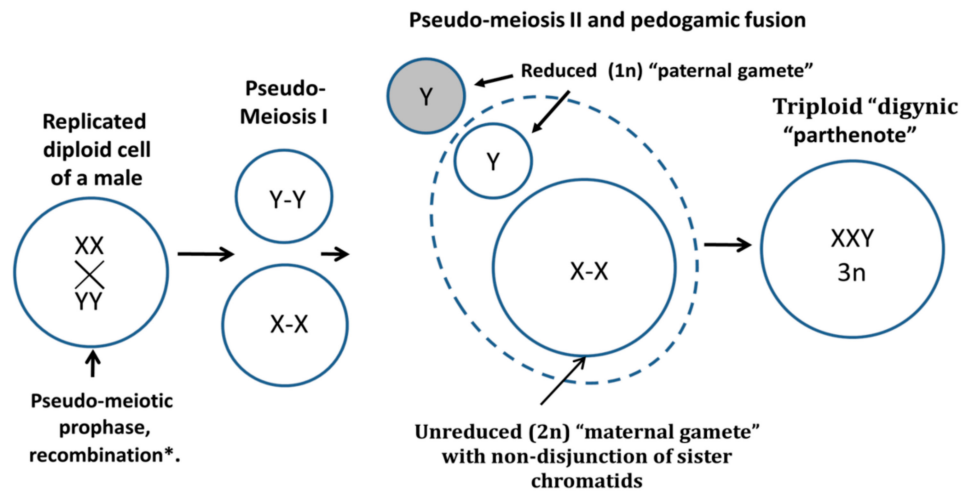 Pseudo-meiosis II and pedogamic fusion
Replicated
diploid cell
of a male
XX
YY
Pseudo-meiotic
prophase,
recombination*.
Pseudo-
Meiosis I
Y-Y
X-X
Y
Reduced (1n) “paternal gamete”
Y
X-X
Unreduced (2n) “maternal gamete”
with non-disjunction of sister
chromatids
Triploid “digynic
“parthenote”
XXY
3n